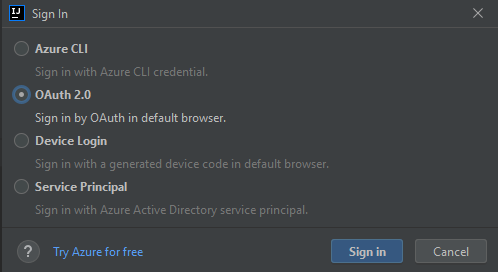 IJ
Sign In
Azure CLI
Sign in with Azure CLI credential.
OAuth 2.0
Sign in by OAuth in default browser.
Device Login
Sign in with a generated device code in default browser.
Service Principal
Sign in with Azure Active Directory service principal.
? Try Azure for free Sign in Cancel